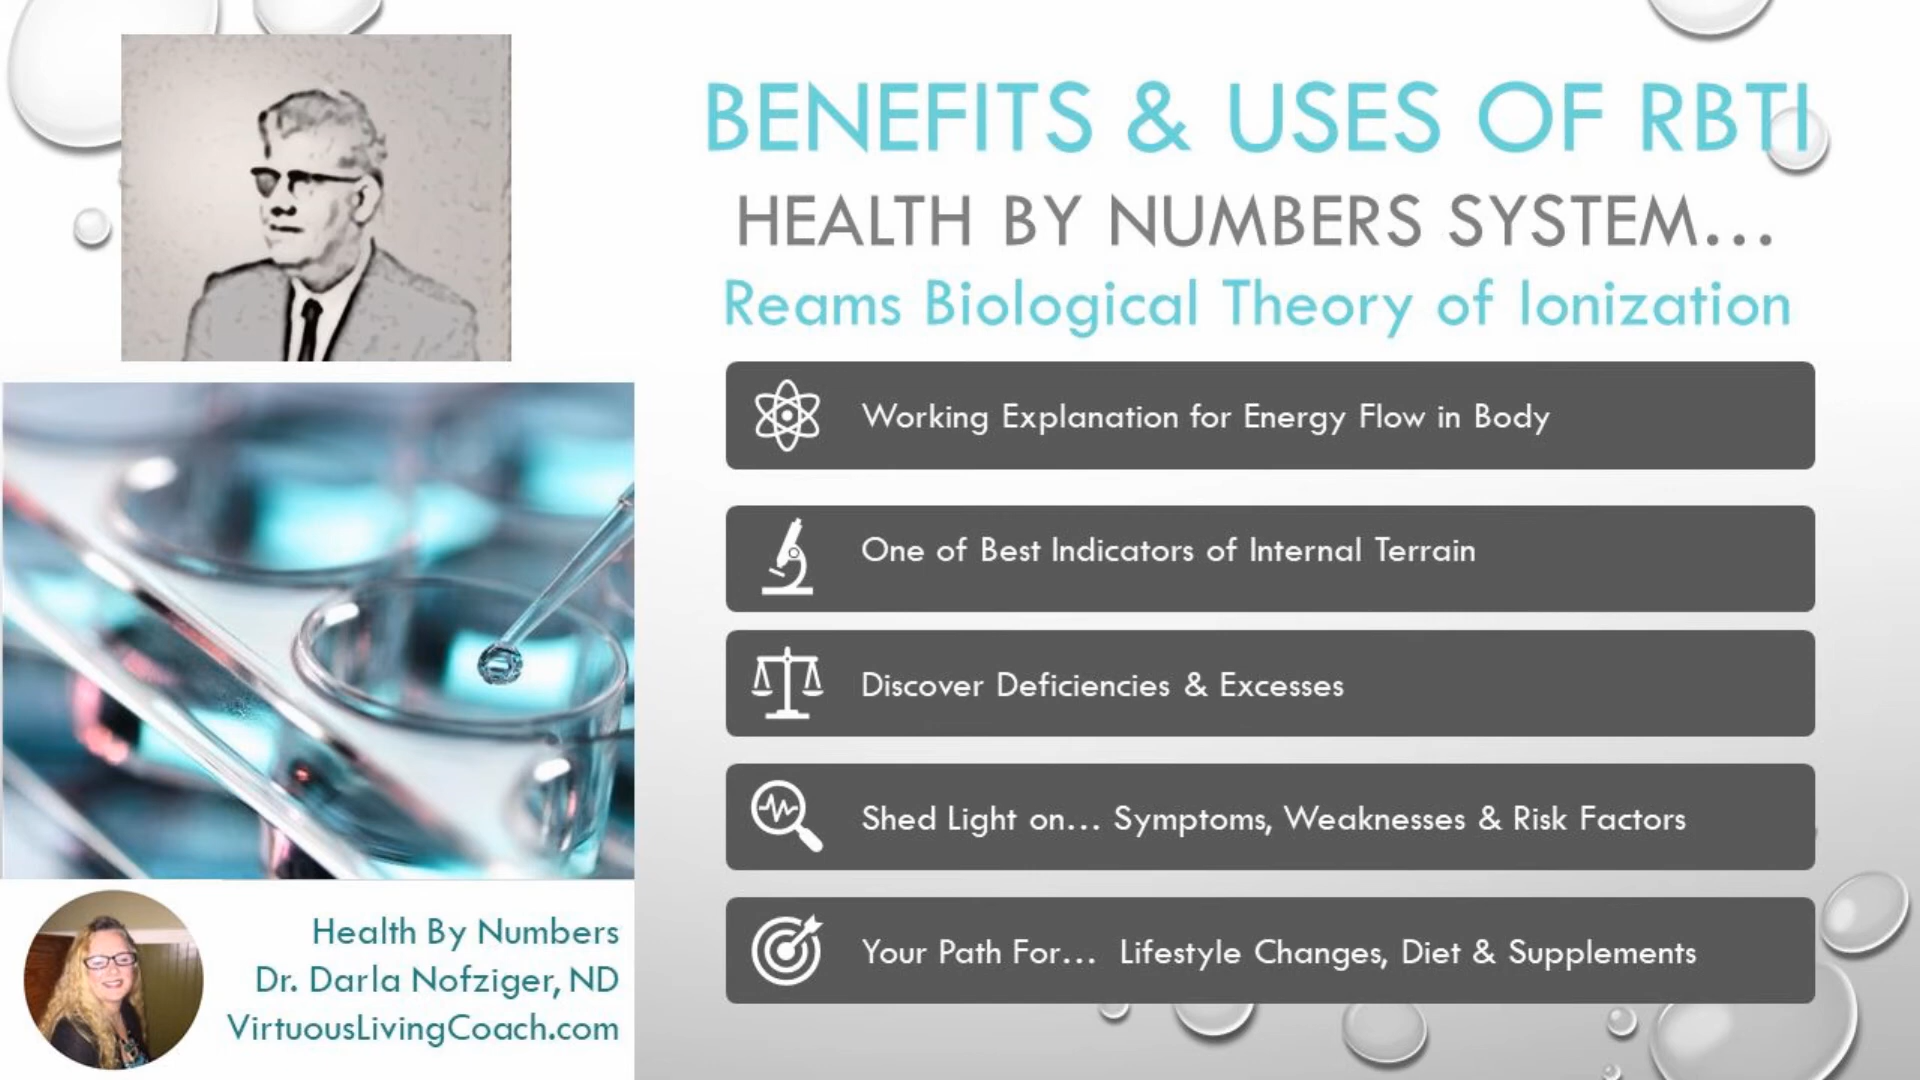 BENEFITS & USES OF RBTI
HEALTH BY NUMBERS SYSTEM...
Reams Biological Theory of Ionization
Working Explanation for Energy Flow in Body
One of Best Indicators of Internal Terrain
Discover Deficiencies & Excesses
Shed Light on... Symptoms, Weaknesses & Risk Factors
Your Path For... Lifestyle Changes, Diet & Supplements
Health By Numbers
Dr. Darla Nofziger, ND
VirtuousLivingCoach.com